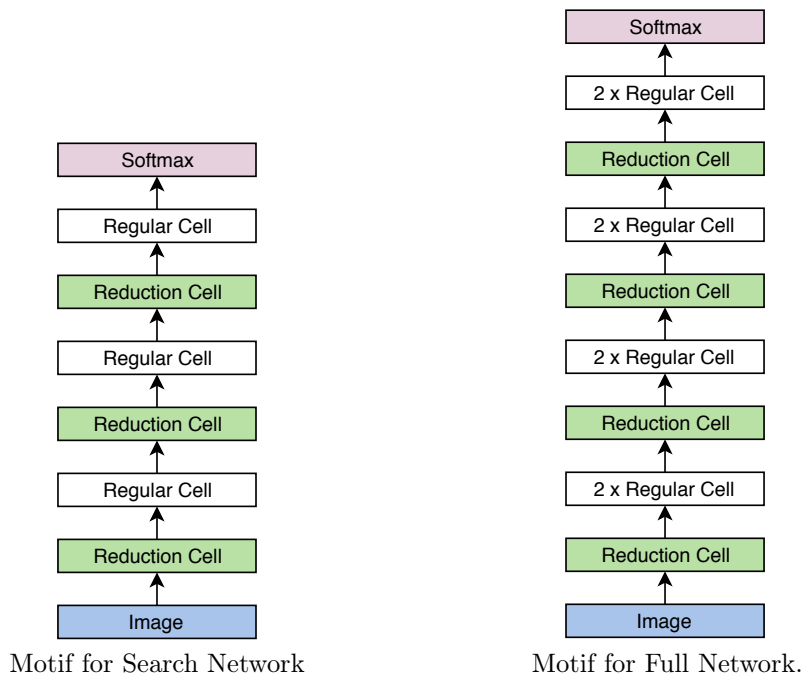 Softmax
Regular Cell
Reduction Cell
Regular Cell
Reduction Cell
Regular Cell
Reduction Cell
Image
Motif for Search Network
Softmax
2 x Regular Cell
Reduction Cell
2 x Regular Cell
Reduction Cell
2 x Regular Cell
Reduction Cell
2 x Regular Cell
Reduction Cell
Image
Motif for Full Network.